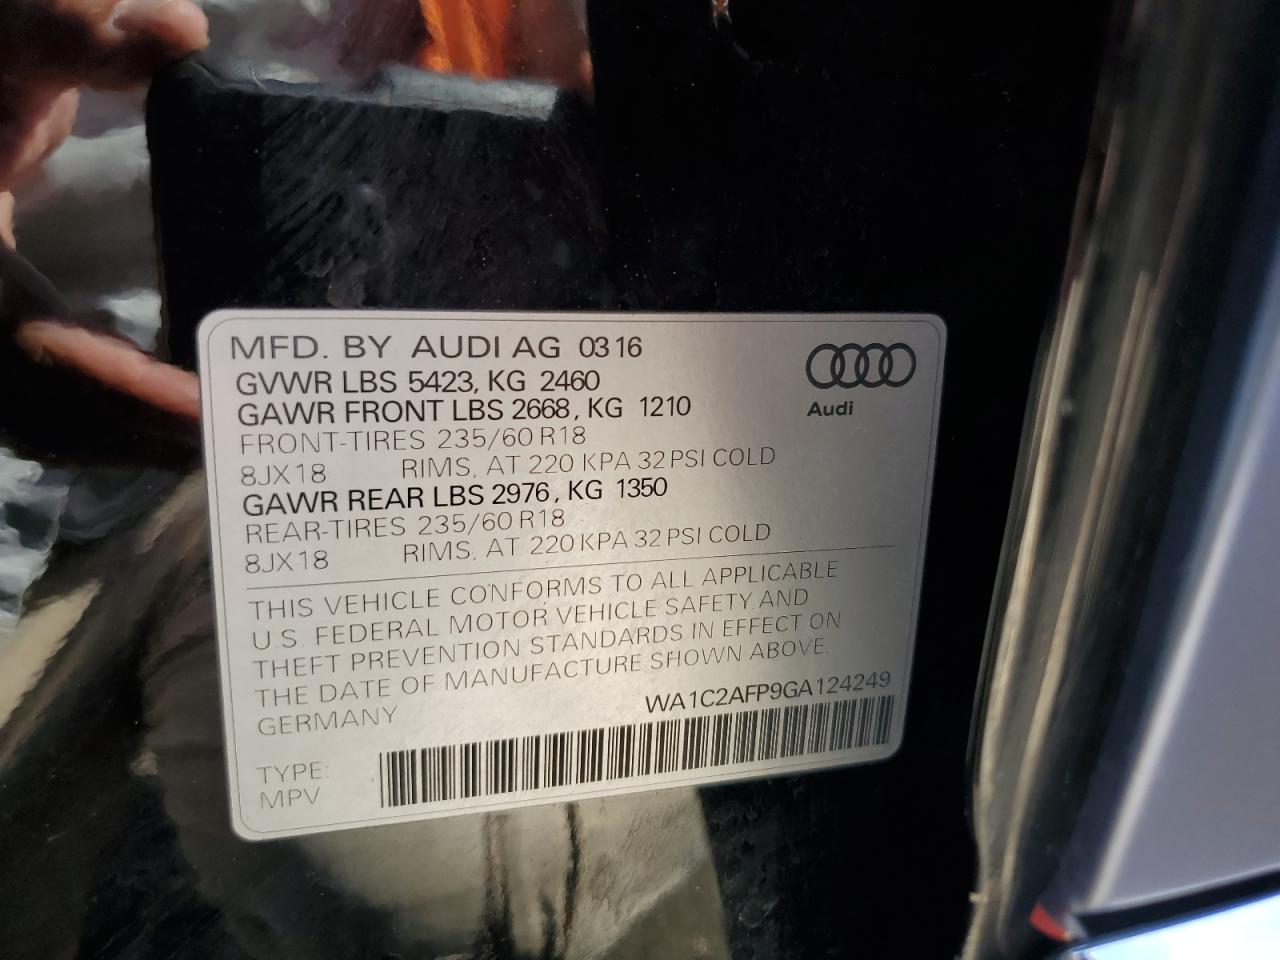 MFD. BY AUDI AG 0316
GVWR LBS 5423, KG 2460
GAWR FRONT LBS 2668, KG 1210
FRONT-TIRES 235/60 R18
8JX18 RIMS, AT 220 KPA 32 PSI COLD
GAWR REAR LBS 2976, KG 1350
REAR-TIRES 235/60 R18
8JX18 RIMS, AT 220 KPA 32 PSI COLD
Audi
THIS VEHICLE CONFORMS TO ALL APPLICABLE
U.S. FEDERAL MOTOR VEHICLE SAFETY AND
THEFT PREVENTION STANDARDS IN EFFECT ON
THE DATE OF MANUFACTURE SHOWN ABOVE.
GERMANY WA1C2AFP9GA124249
TYPE:
MPV